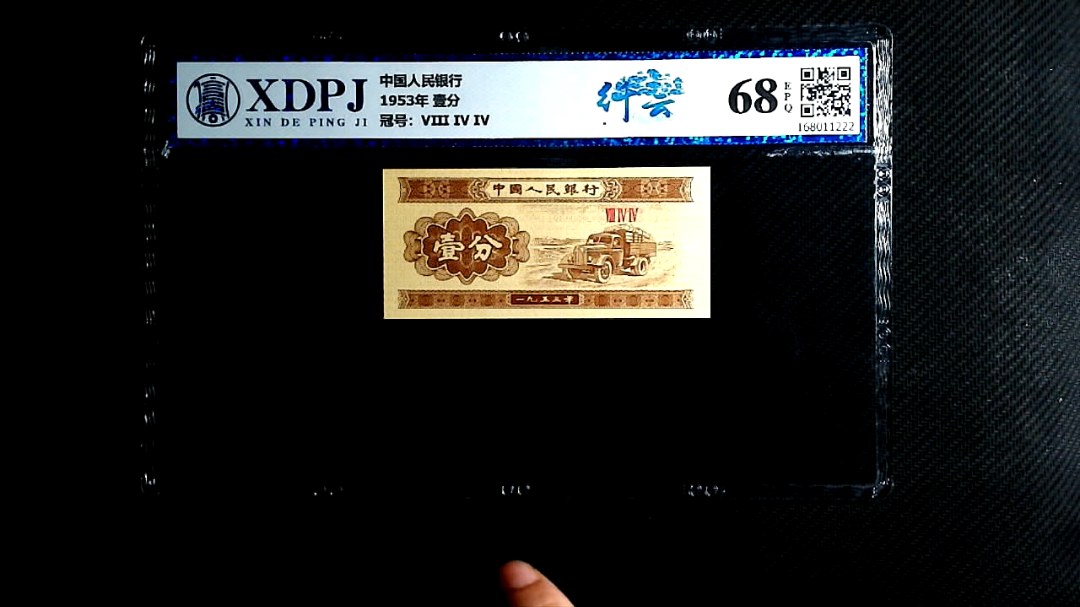 XDPJ
XIN DE PING JI
中国人民银行
1953年 壹分
冠号：VIII IV IV
68
EPQ
168011222
中國人民銀行
VIII IV IV
壹分
一九五三年